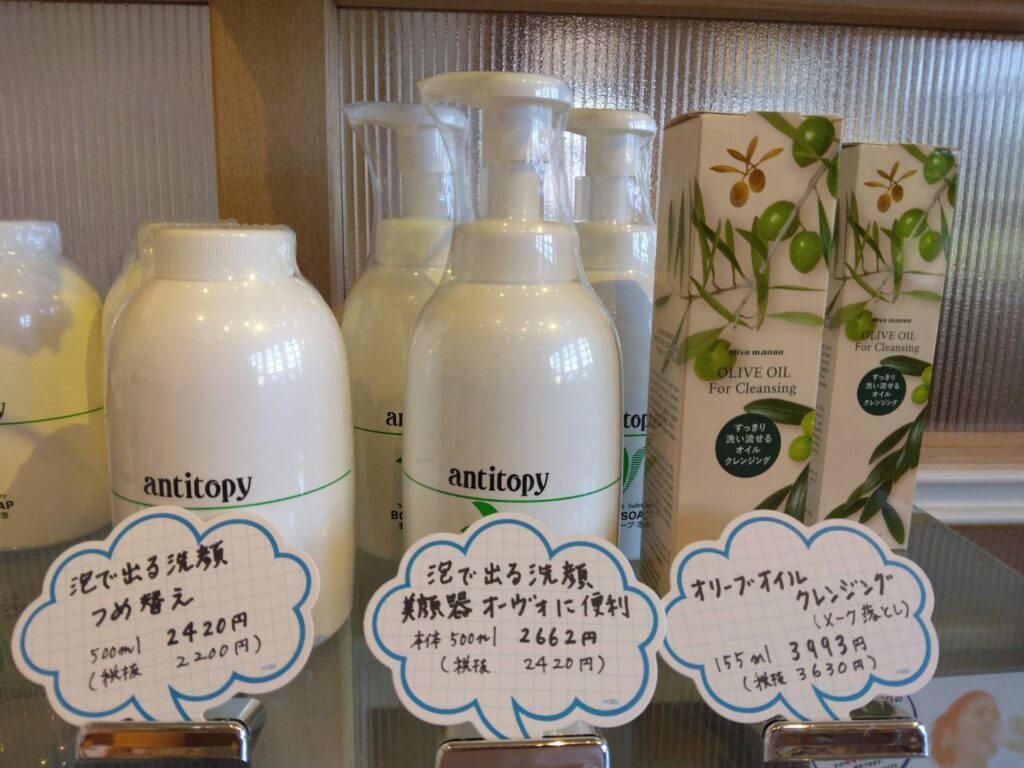 antitopy
antitopy
olive manon
OLIVE OIL
For Cleansing
すっきり
洗い流せる
オイル
クレンジング
olive manon
OLIVE OIL
For Cleansing
すっきり
洗い流せる
オイル
クレンジング
泡で出る洗顔
つめ替え
500ml 2420円
(税抜 2200円)
泡で出る洗顔
美顔器 オーヴォに便利
本体 500ml 2662円
(税抜 2420円)
オリーブオイル
クレンジング
(メーク落とし)
155ml 3993円
(税抜 3630円)